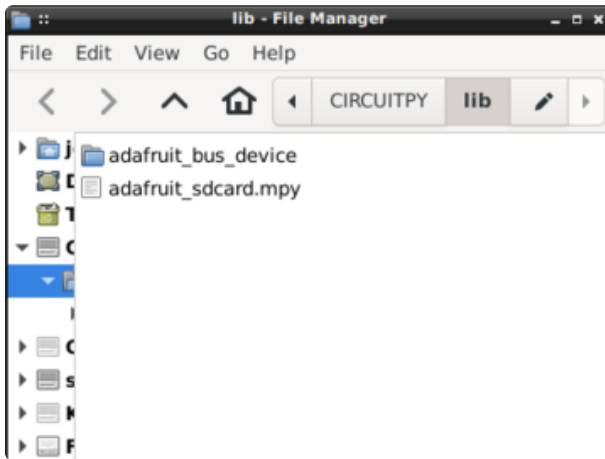 lib - File Manager
File Edit View Go Help
CIRCUITPY lib
adafruit_bus_device
adafruit_sdcard.mpy